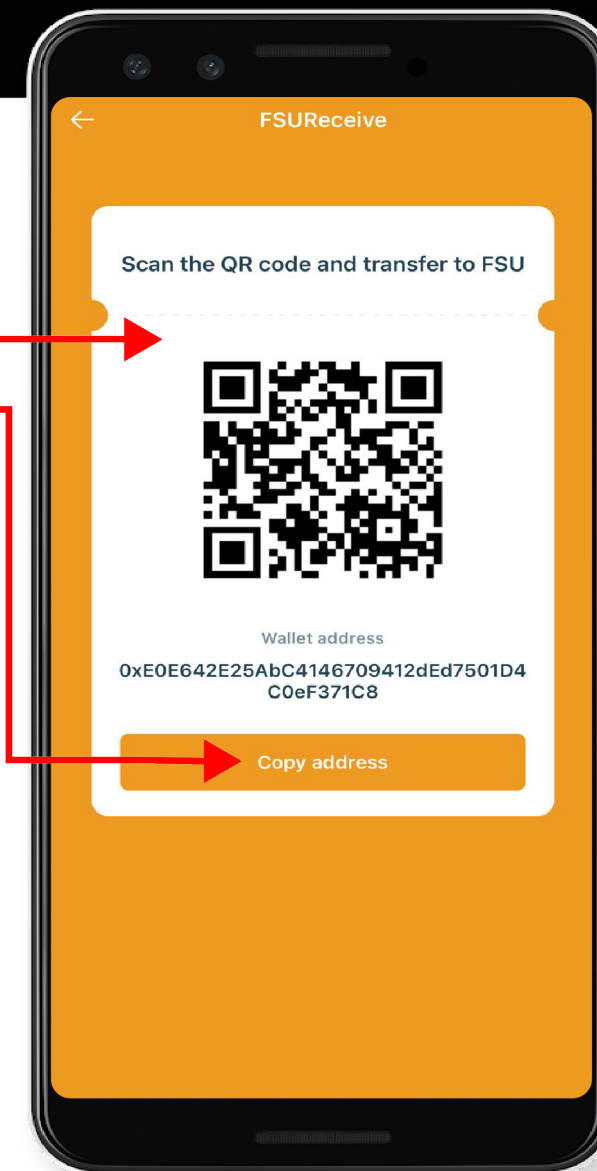 FSUReceive
Scan the QR code and transfer to FSU
Wallet address
0xE0E642E25AbC4146709412dEd7501D4
C0eF371C8
Copy address